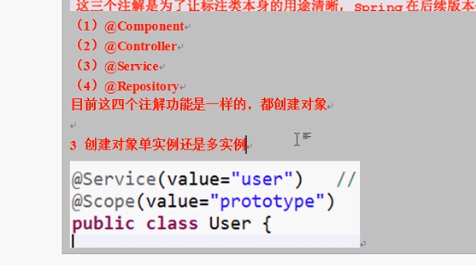 这三个注解是为了让标注类本身的用途清晰，Spring 在后续版本
（1）@Component
（2）@Controller
（3）@Service
（4）@Repository
目前这四个注解功能是一样的，都创建对象
3 创建对象单实例还是多实例
@Service(value="user") //
@Scope(value="prototype")
public class User {